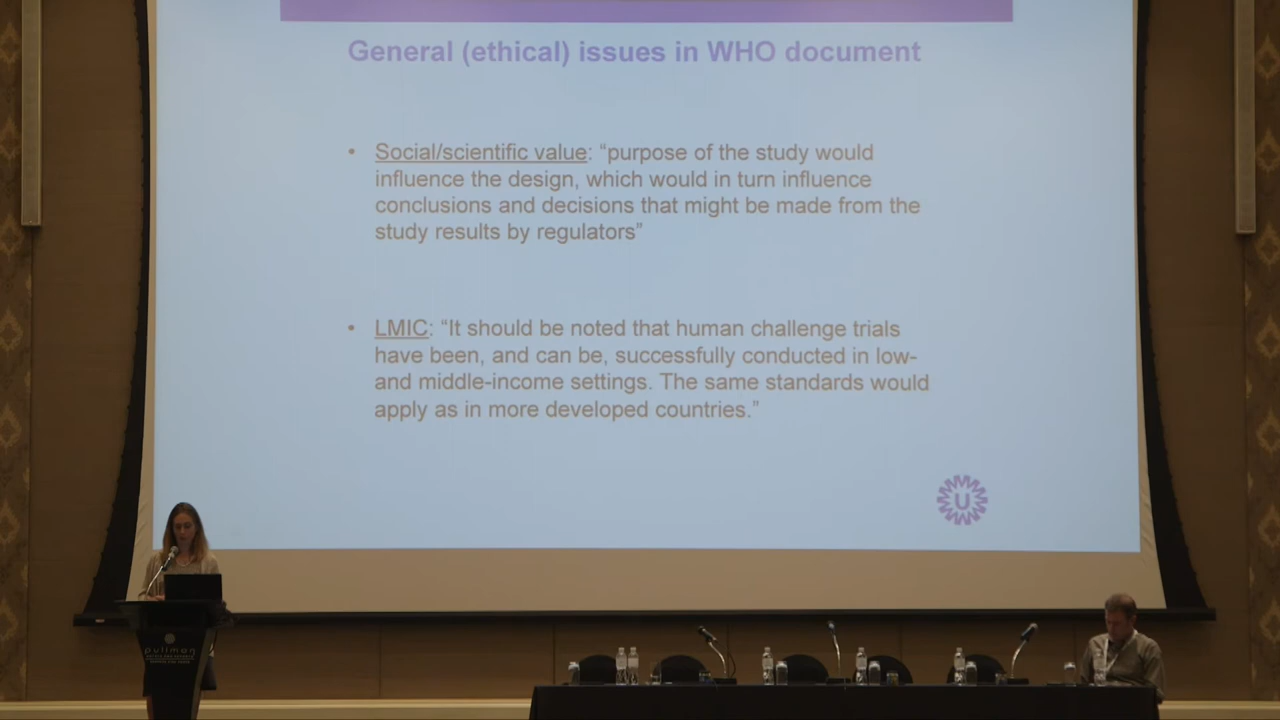 General (ethical) issues in WHO document
• Social/scientific value: “purpose of the study would
influence the design, which would in turn influence
conclusions and decisions that might be made from the
study results by regulators”
• LMIC: “It should be noted that human challenge trials
have been, and can be, successfully conducted in low-
and middle-income settings. The same standards would
apply as in more developed countries.”
U
pullman